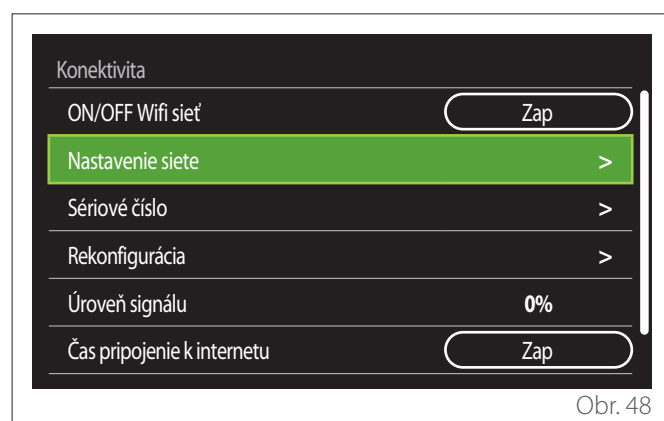 Konektivita
ON/OFF Wifi sieť Zap
Nastavenie siete >
Sériové číslo >
Rekonfigurácia >
Úroveň signálu 0%
Čas pripojenie k internetu Zap
Obr. 48